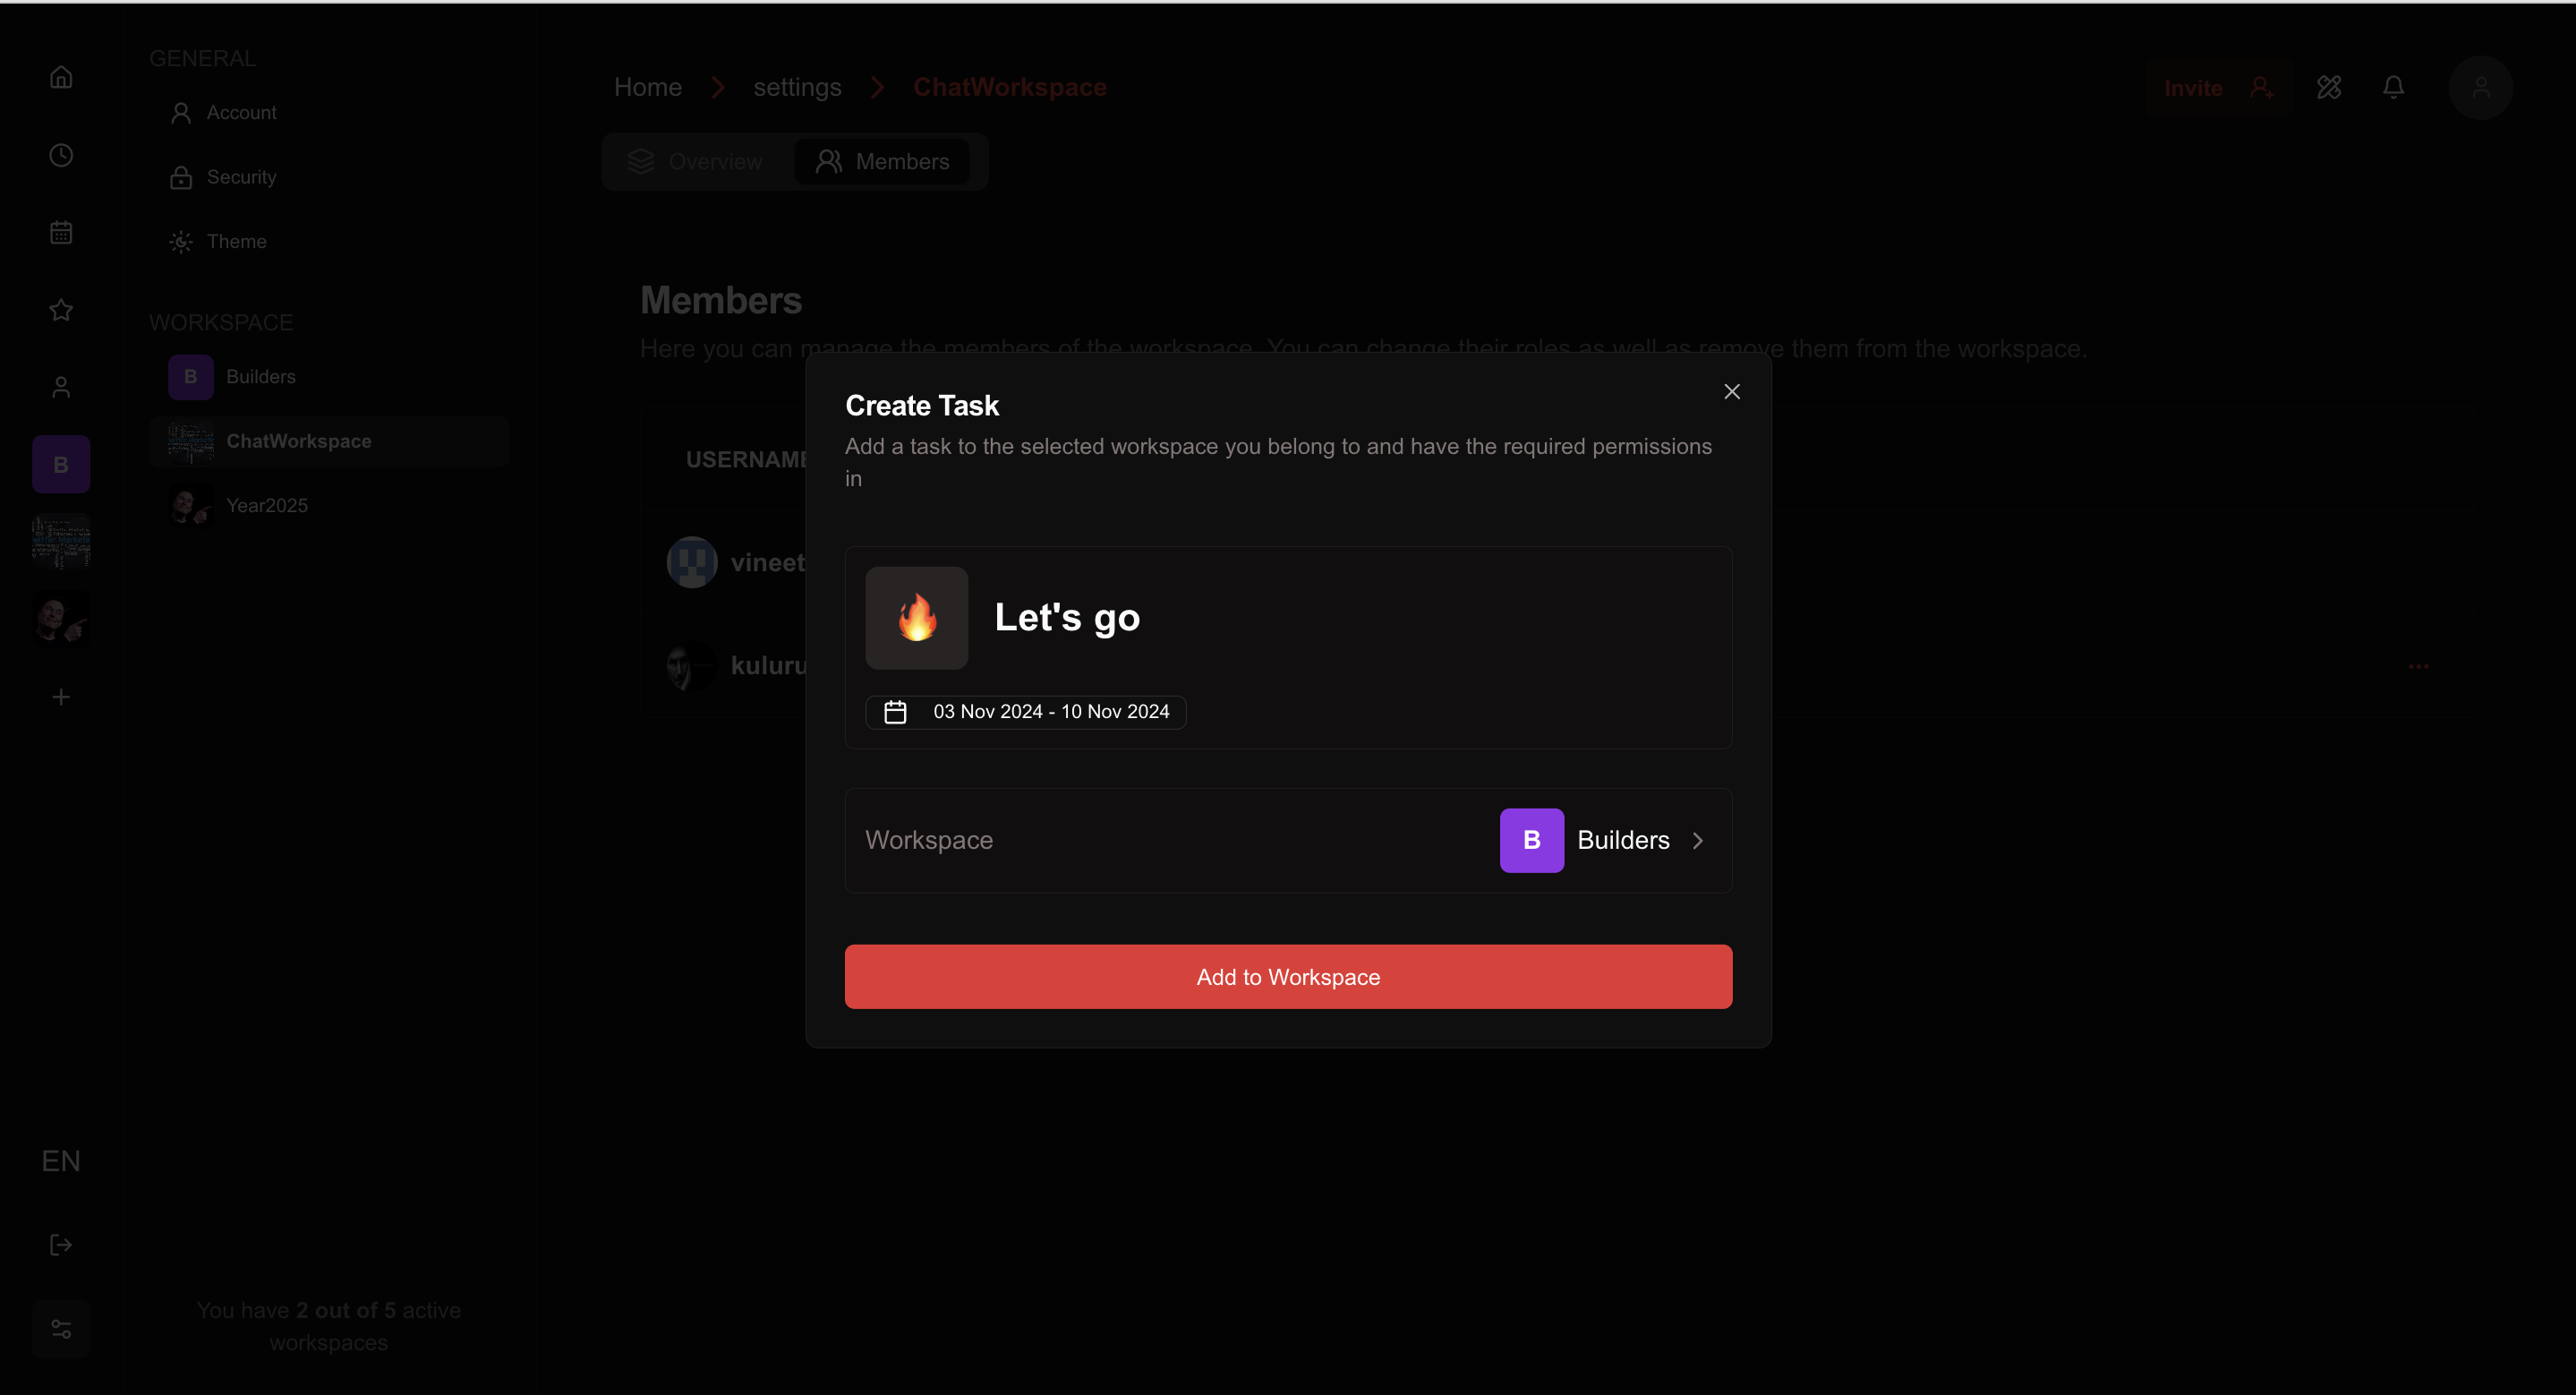 GENERAL
Account
Security
Theme
WORKSPACE
B Builders
ChatWorkspace
Year2025
B
EN
You have 2 out of 5 active
workspaces
Home settings ChatWorkspace
Invite
Overview Members
Members
Here you can manage the members of the workspace. You can change their roles as well as remove them from the workspace.
USERNAME
vineet
kuluru
Create Task
Add a task to the selected workspace you belong to and have the required permissions
in
Let's go
03 Nov 2024 - 10 Nov 2024
Workspace
B Builders
Add to Workspace